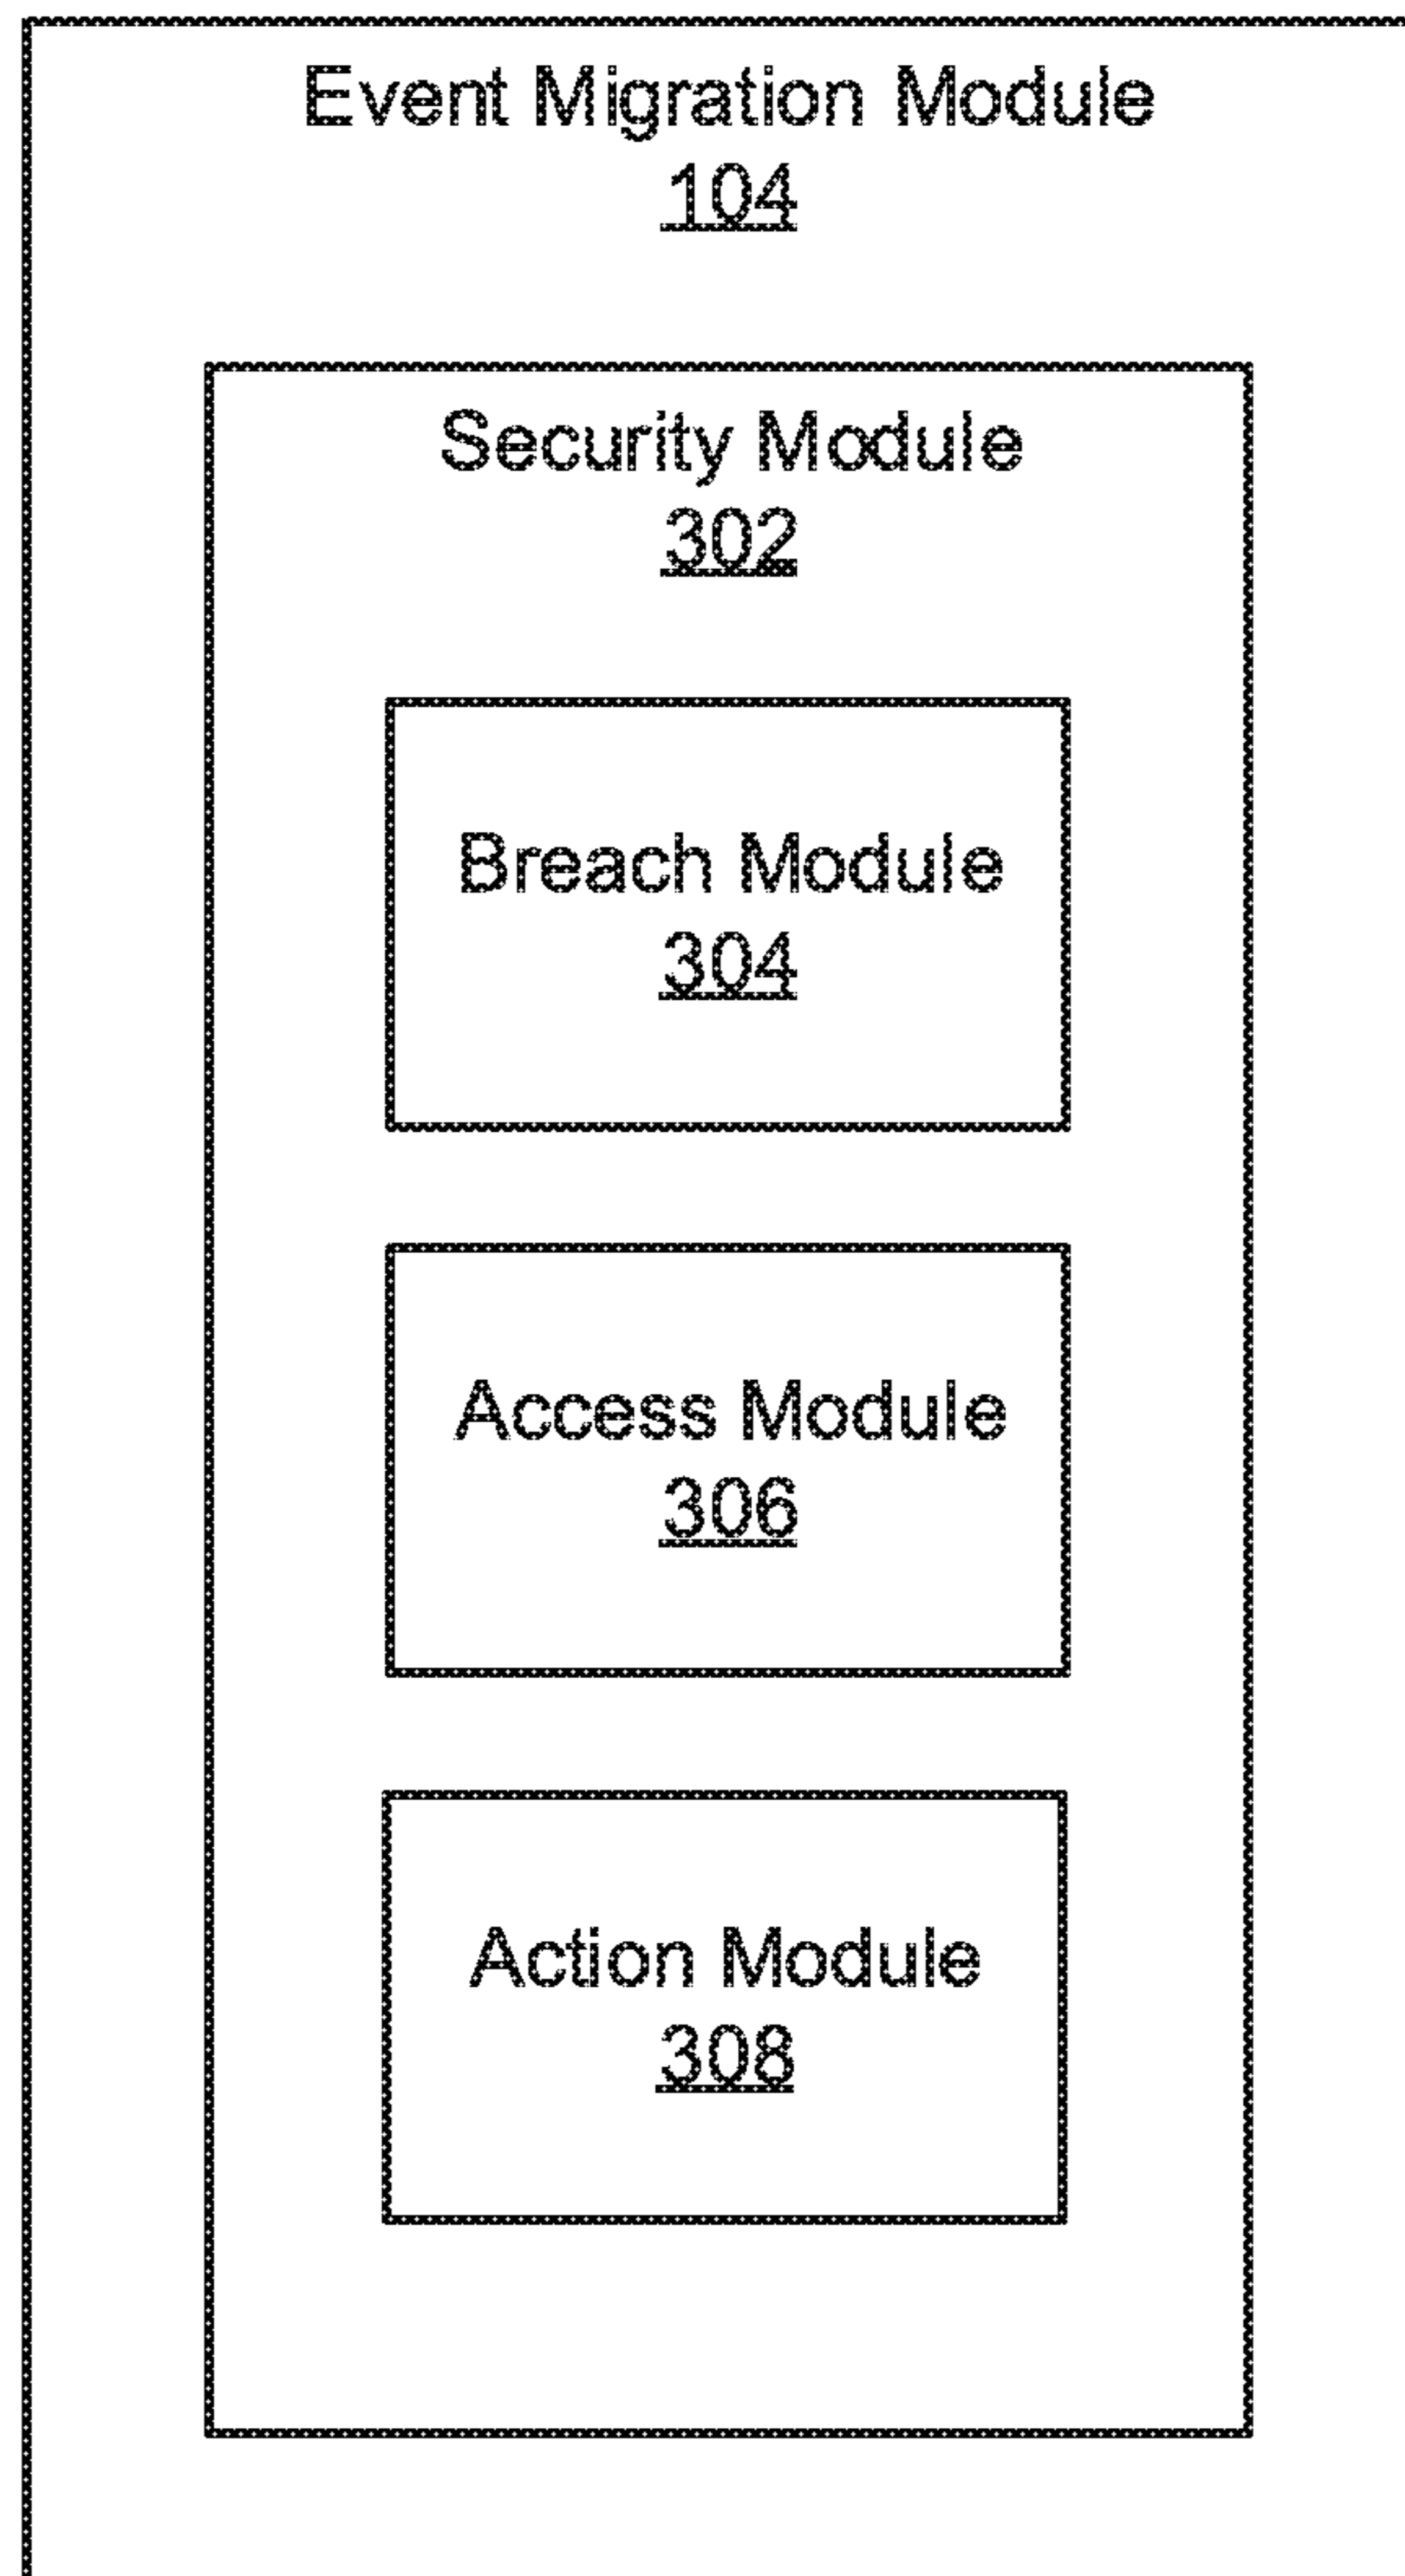 Event Migration Module
104
Security Module
302
Breach Module
304
Access Module
306
Action Module
308